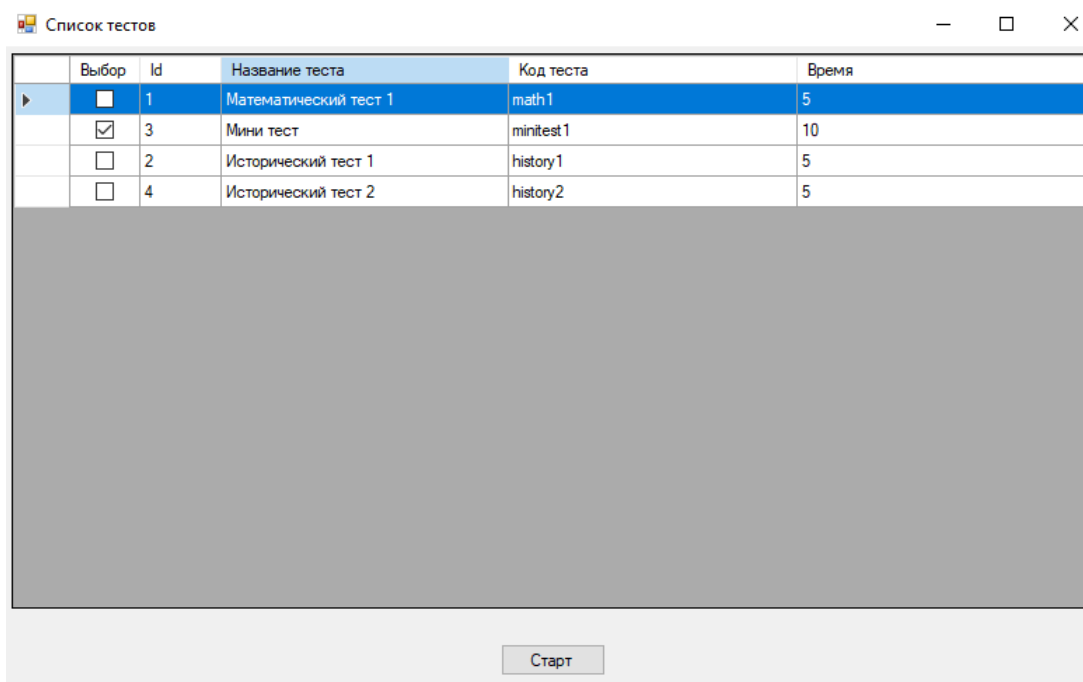 Список тестов
Выбор Id Название теста Код теста Время
1 Математический тест 1 math1 5
3 Мини тест minitest1 10
2 Исторический тест 1 history1 5
4 Исторический тест 2 history2 5
Старт